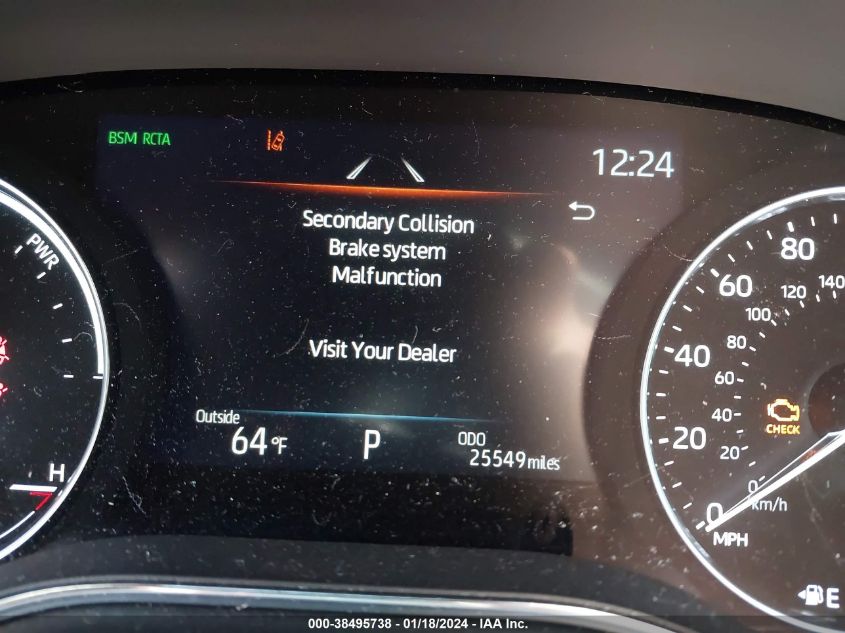 BSM RCTA
12:24
Secondary Collision
Brake system
Malfunction
Visit Your Dealer
Outside
64°F
P
ODO
25549 miles
PWR
H
80
60
40
20
0
MPH
140
120
100
80
60
40
20
0
km/h
CHECK
E
000-38495738 - 01/18/2024 - IAA Inc.